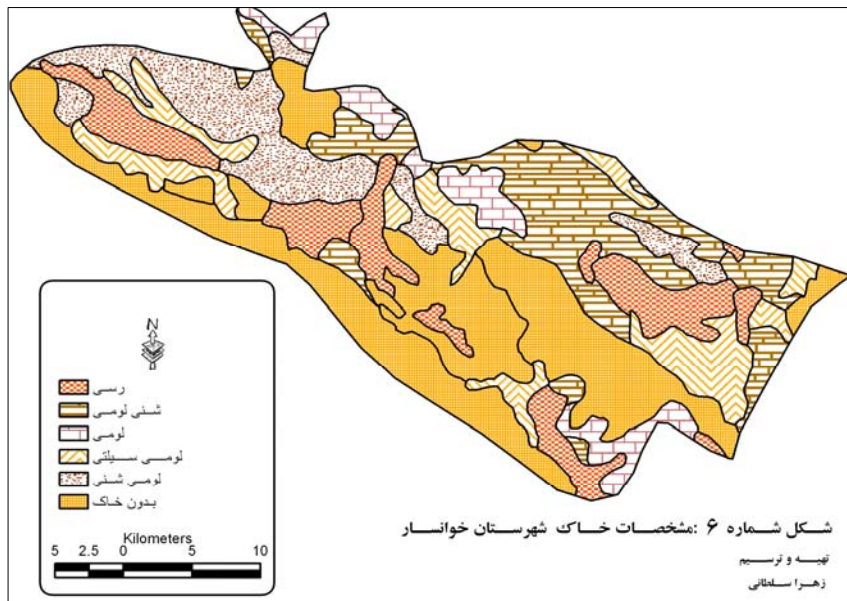 N
رسی
شنی لومی
لومی
لومی سیلتی
لومی شنی
بدون خاک
Kilometers
5 2.5 0 5 10
شکل شماره ۶ :مشخصات خاک شهرستان خوانسار
تهیه و ترسیم
زهرا سلطانی